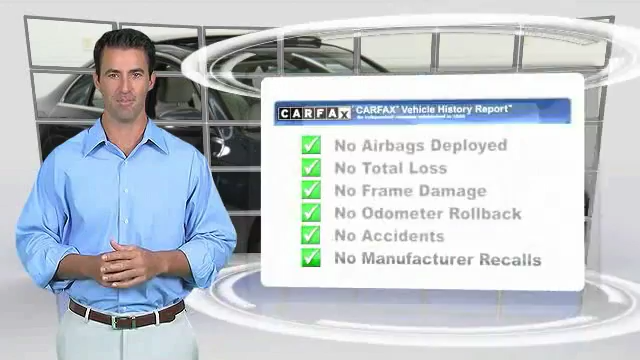 CARFAX CARFAX Vehicle History Report™
No Airbags Deployed
No Total Loss
No Frame Damage
No Odometer Rollback
No Accidents
No Manufacturer Recalls